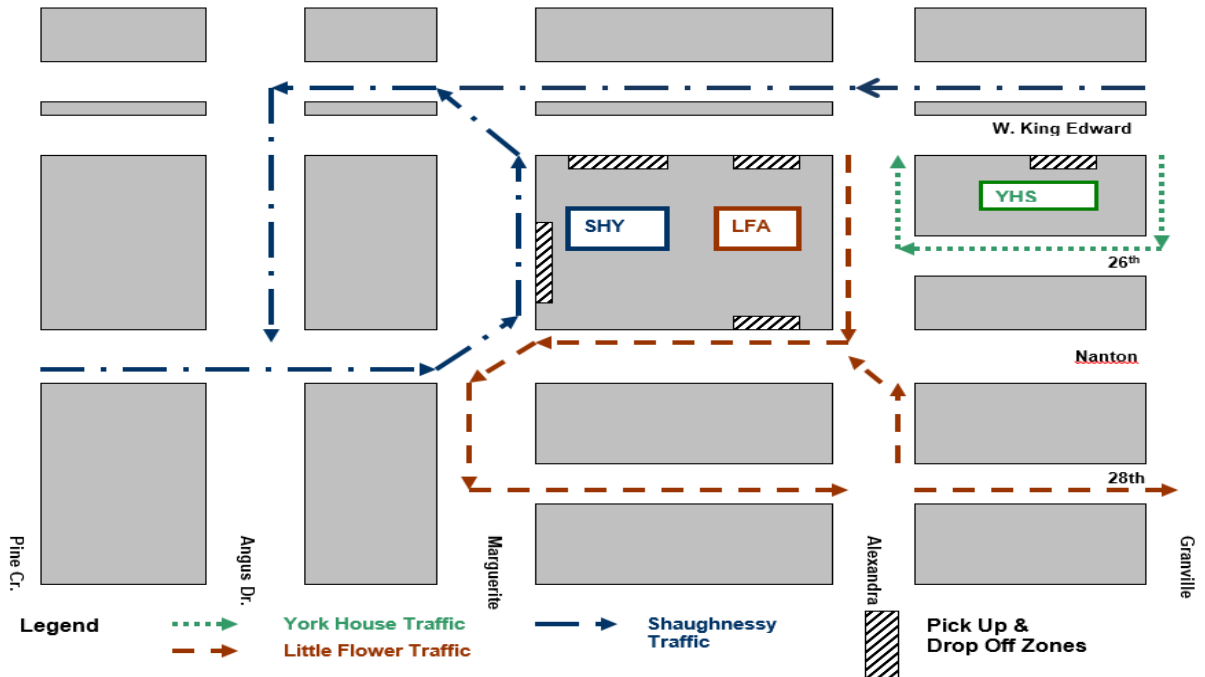 W. King Edward
YHS
SHY
LFA
26th
Nanton
28th
Pine Cr.
Angus Dr.
Marguerite
Alexandra
Granville
Legend
York House Traffic
Little Flower Traffic
Shaughnessy
Traffic
Pick Up &
Drop Off Zones